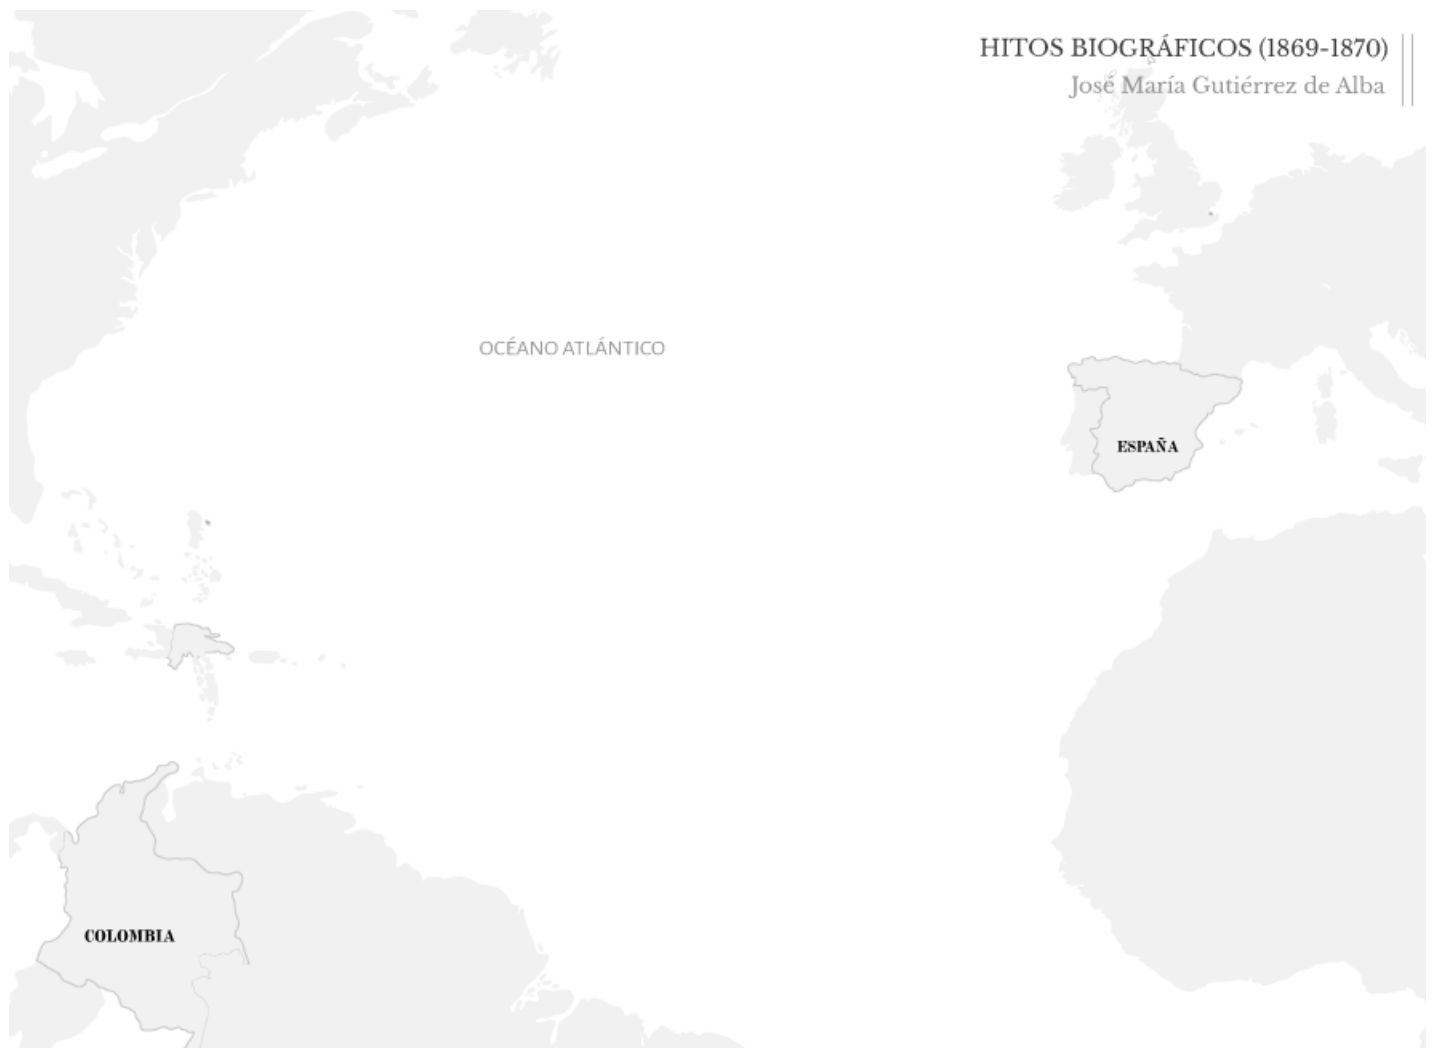 HITOS BIOGRÁFICOS (1869-1870)
José María Gutiérrez de Alba
OCÉANO ATLÁNTICO
ESPAÑA
COLOMBIA